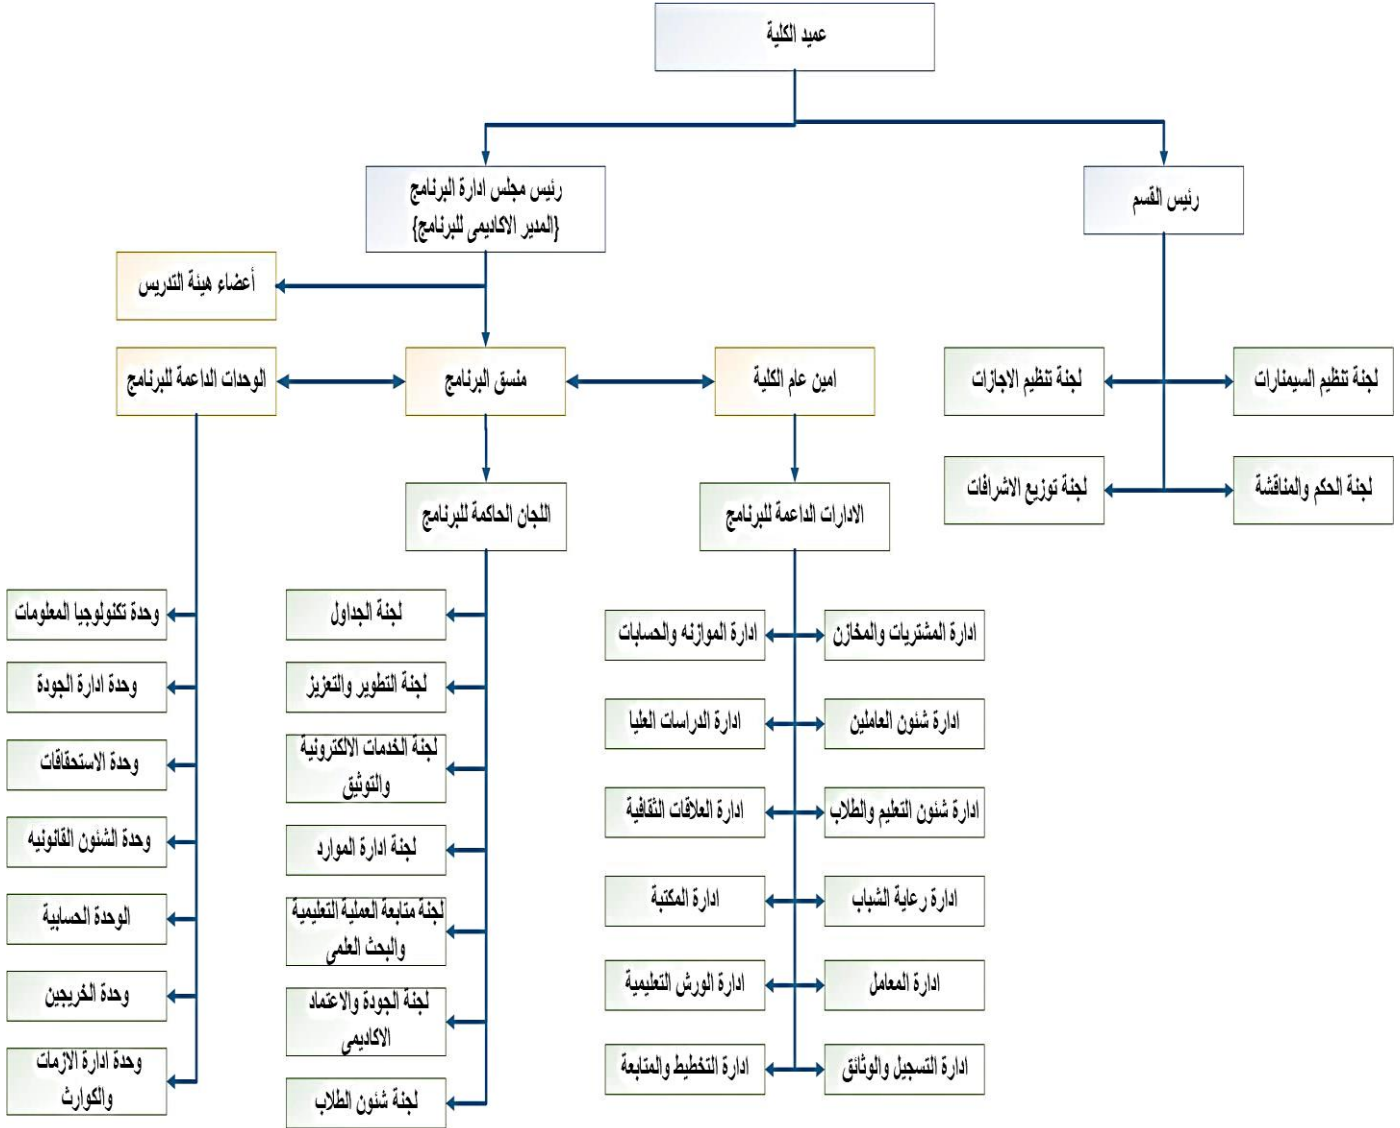 عميد الكلية
رئيس القسم
رئيس مجلس ادارة البرنامج
{المدير الاكاديمى للبرنامج}
أعضاء هيئة التدريس
لجنة تنظيم السيمنارات
لجنة تنظيم الاجازات
امين عام الكلية
منسق البرنامج
الوحدات الداعمة للبرنامج
لجنة الحكم والمناقشة
لجنة توزيع الاشرافات
الادارات الداعمة للبرنامج
اللجان الحاكمة للبرنامج
ادارة المشتريات والمخازن
ادارة الموازنه والحسابات
ادارة شئون العاملين
ادارة الدراسات العليا
ادارة شئون التعليم والطلاب
ادارة العلاقات الثقافية
ادارة رعاية الشباب
ادارة المكتبة
ادارة المعامل
ادارة الورش التعليمية
ادارة التسجيل والوثائق
ادارة التخطيط والمتابعة
لجنة الجداول
لجنة التطوير والتعزيز
لجنة الخدمات الالكترونية
والتوثيق
لجنة ادارة الموارد
لجنة متابعة العملية التعليمية
والبحث العلمى
لجنة الجودة والاعتماد
الاكاديمى
لجنة شئون الطلاب
وحدة تكنولوجيا المعلومات
وحدة ادارة الجودة
وحدة الاستحقاقات
وحدة الشئون القانونيه
الوحدة الحسابية
وحدة الخريجين
وحدة ادارة الازمات
والكوارث